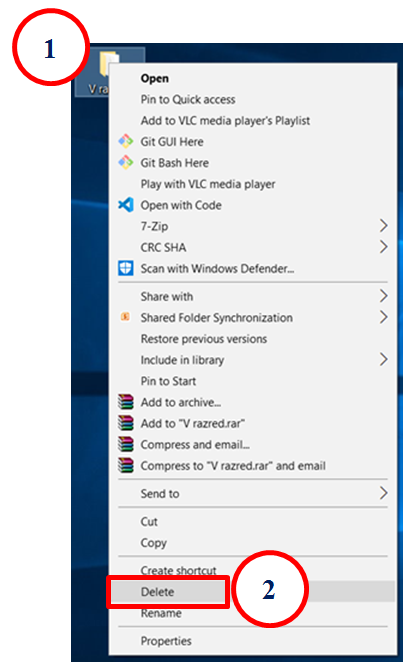 1
V ra
Open
Pin to Quick access
Add to VLC media player's Playlist
Git GUI Here
Git Bash Here
Play with VLC media player
Open with Code
7-Zip
CRC SHA
Scan with Windows Defender...
Share with
Shared Folder Synchronization
Restore previous versions
Include in library
Pin to Start
Add to archive...
Add to "V razred.rar"
Compress and email...
Compress to "V razred.rar" and email
Send to
Cut
Copy
Create shortcut
Delete
2
Rename
Properties